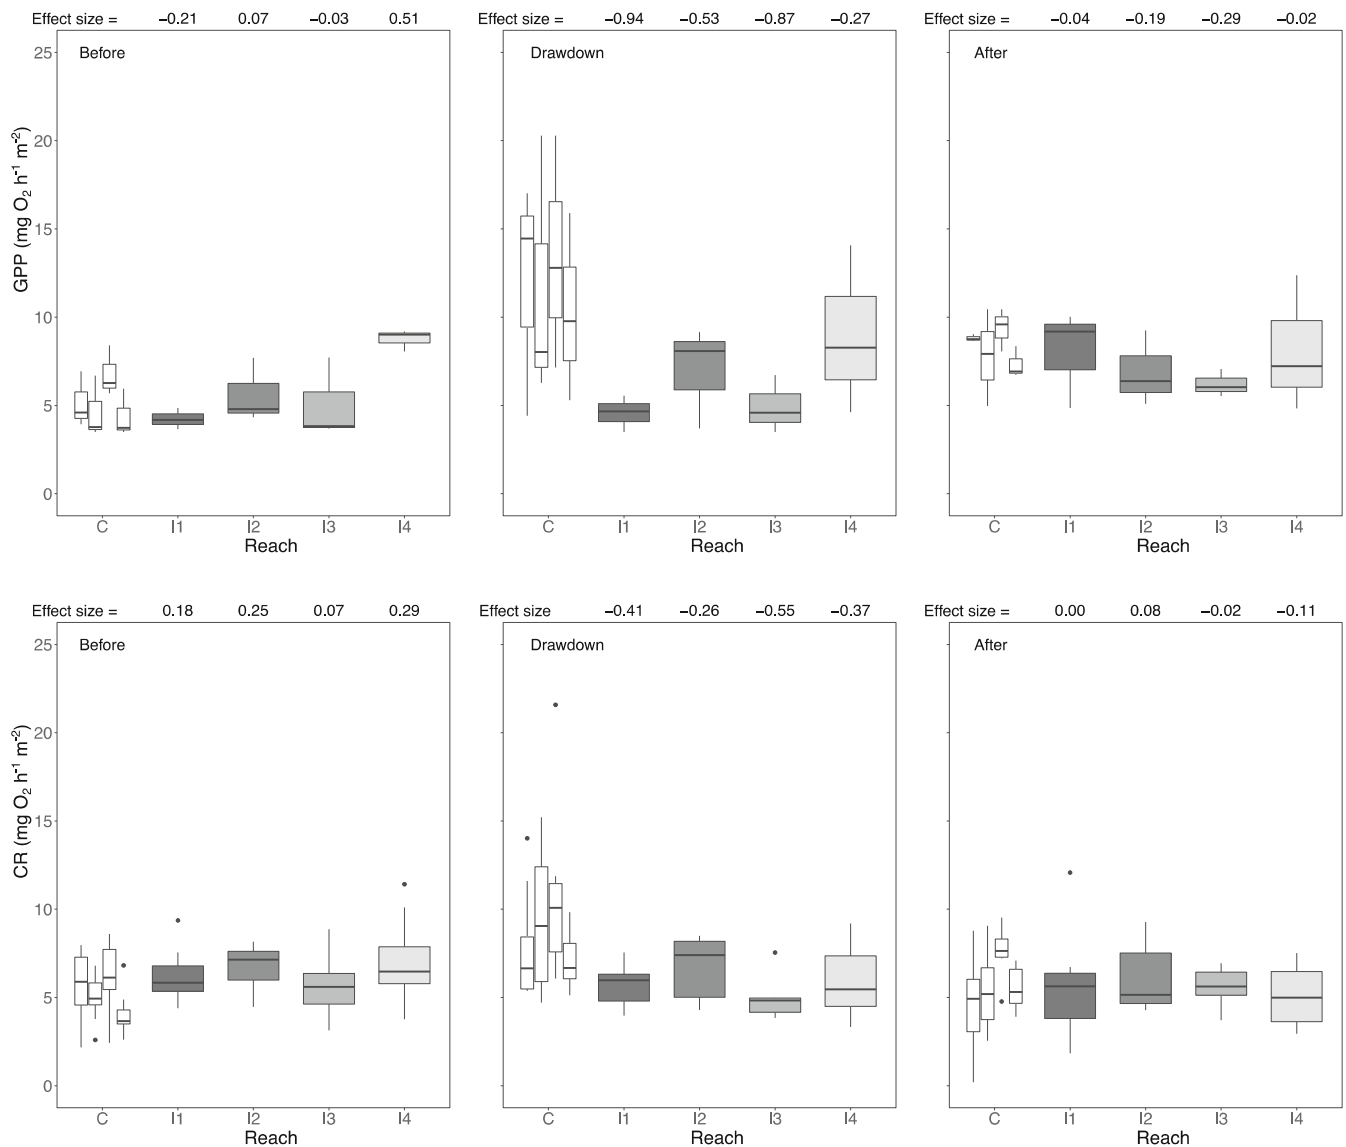 Effect size = −0.21 0.07 −0.03 0.51
Effect size = −0.94 −0.53 −0.87 −0.27
Effect size = −0.04 −0.19 −0.29 −0.02
Before
Drawdown
After
25
20
15
10
5
0
GPP (mg O₂ h⁻¹ m⁻²)
C I1 I2 I3 I4
C I1 I2 I3 I4
C I1 I2 I3 I4
Reach
Reach
Reach
Effect size = 0.18 0.25 0.07 0.29
Effect size −0.41 −0.26 −0.55 −0.37
Effect size = 0.00 0.08 −0.02 −0.11
Before
Drawdown
After
25
20
15
10
5
0
CR (mg O₂ h⁻¹ m⁻²)
C I1 I2 I3 I4
C I1 I2 I3 I4
C I1 I2 I3 I4
Reach
Reach
Reach